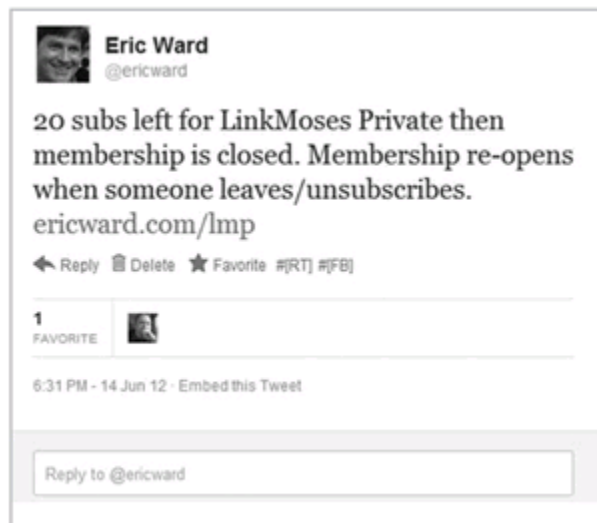 Eric Ward
@ericward
20 subs left for LinkMoses Private then
membership is closed. Membership re-opens
when someone leaves/unsubscribes.
ericward.com/lmp
Reply Delete Favorite #[RT] #[FB]
1
FAVORITE
6:31 PM - 14 Jun 12 · Embed this Tweet
Reply to @ericward